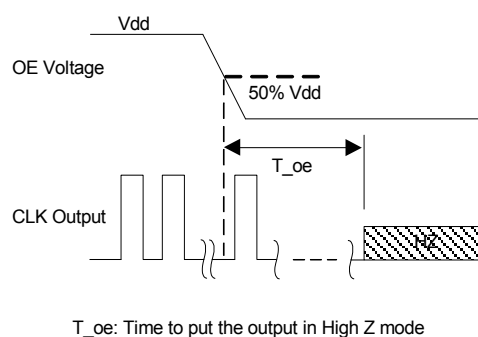 Vdd
OE Voltage
50% Vdd
T_oe
CLK Output
HZ
T_oe: Time to put the output in High Z mode